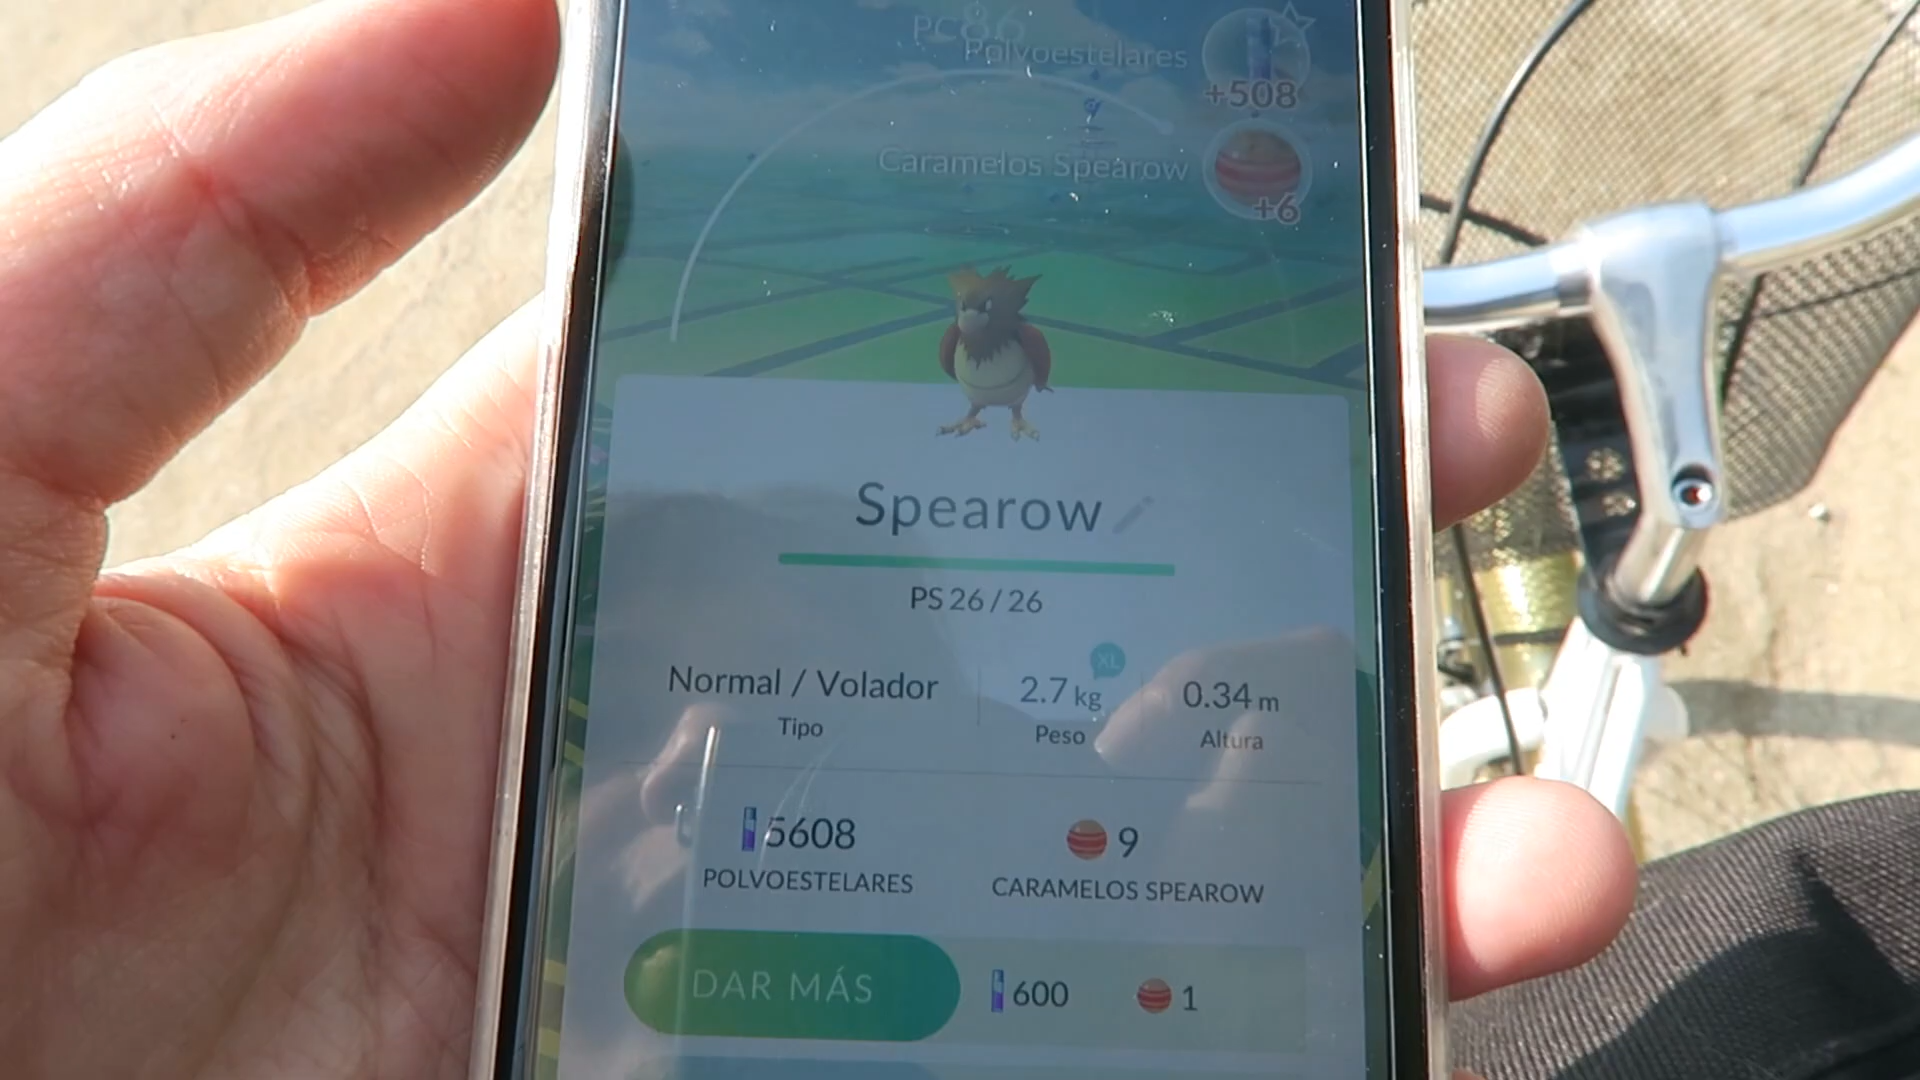 PC86
Polvoestelares
+508
Caramelos Spearow
+6
Spearow
PS 26 / 26
XL
Normal / Volador
2.7 kg
0.34 m
Tipo
Peso
Altura
5608
9
POLVOESTELARES
CARAMELOS SPEAROW
DAR MÁS
600
1